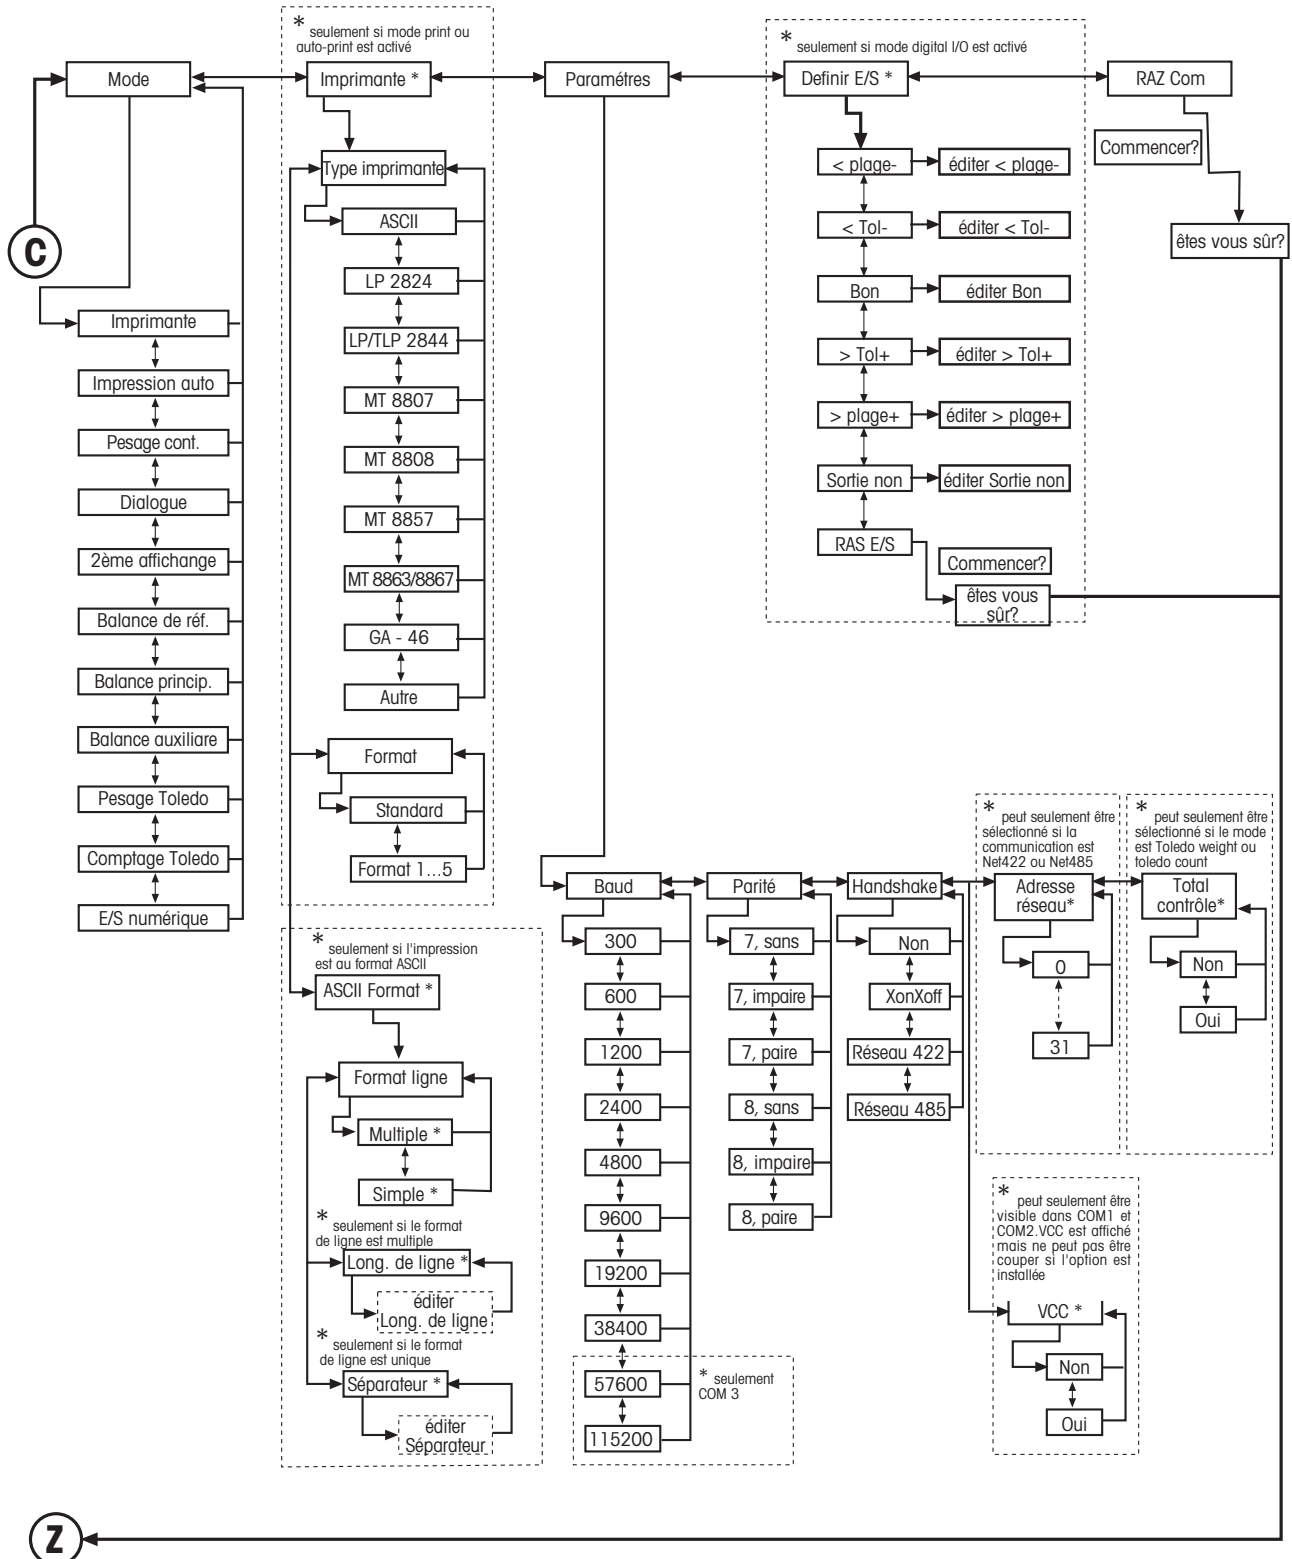 * seulement si mode print ou
auto-print est activé
* seulement si mode digital I/O est activé
Mode
Imprimante *
Paramétres
Definir E/S *
RAZ Com
C
Imprimante
Impression auto
Pesage cont.
Dialogue
2ème affichange
Balance de réf.
Balance princip.
Balance auxiliare
Pesage Toledo
Comptage Toledo
E/S numérique
Type imprimante
ASCII
LP 2824
LP/TLP 2844
MT 8807
MT 8808
MT 8857
MT 8863/8867
GA - 46
Autre
Format
Standard
Format 1...5
* seulement si l'impression
est au format ASCII
ASCII Format *
Format ligne
Multiple *
Simple *
* seulement si le format
de ligne est multiple
Long. de ligne *
éditer
Long. de ligne
* seulement si le format
de ligne est unique
Séparateur *
éditer
Séparateur
< plage-
éditer < plage-
< Tol-
éditer < Tol-
Bon
éditer Bon
> Tol+
éditer > Tol+
> plage+
éditer > plage+
Sortie non
éditer Sortie non
RAS E/S
Commencer?
êtes vous
sûr?
Commencer?
êtes vous sûr?
Baud
300
600
1200
2400
4800
9600
19200
38400
57600
115200
* seulement
COM 3
Parité
7, sans
7, impaire
7, paire
8, sans
8, impaire
8, paire
Handshake
Non
XonXoff
Réseau 422
Réseau 485
* peut seulement être
sélectionné si la
communication est
Net422 ou Net485
Adresse
réseau*
0
31
* peut seulement être
sélectionné si le mode
est Toledo weight ou
toledo count
Total
contrôle*
Non
Oui
* peut seulement être
visible dans COM1 et
COM2.VCC est affiché
mais ne peut pas être
couper si l'option est
installée
VCC *
Non
Oui
Z